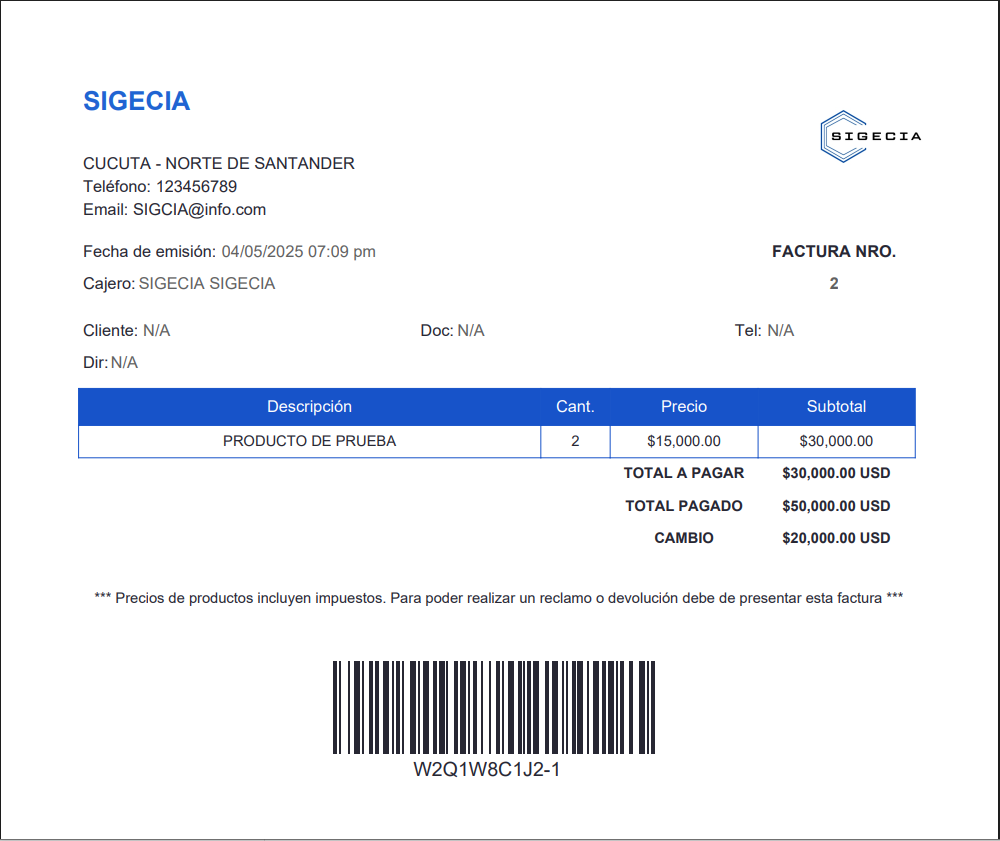 SIGECIA
SIGECIA
CUCUTA - NORTE DE SANTANDER
Teléfono: 123456789
Email: SIGCIA@info.com
Fecha de emisión: 04/05/2025 07:09 pm
FACTURA NRO.
Cajero: SIGECIA SIGECIA
2
Cliente: N/A Doc: N/A Tel: N/A
Dir: N/A
Descripción Cant. Precio Subtotal
PRODUCTO DE PRUEBA 2 $15,000.00 $30,000.00
TOTAL A PAGAR $30,000.00 USD
TOTAL PAGADO $50,000.00 USD
CAMBIO $20,000.00 USD
*** Precios de productos incluyen impuestos. Para poder realizar un reclamo o devolución debe de presentar esta factura ***
W2Q1W8C1J2-1